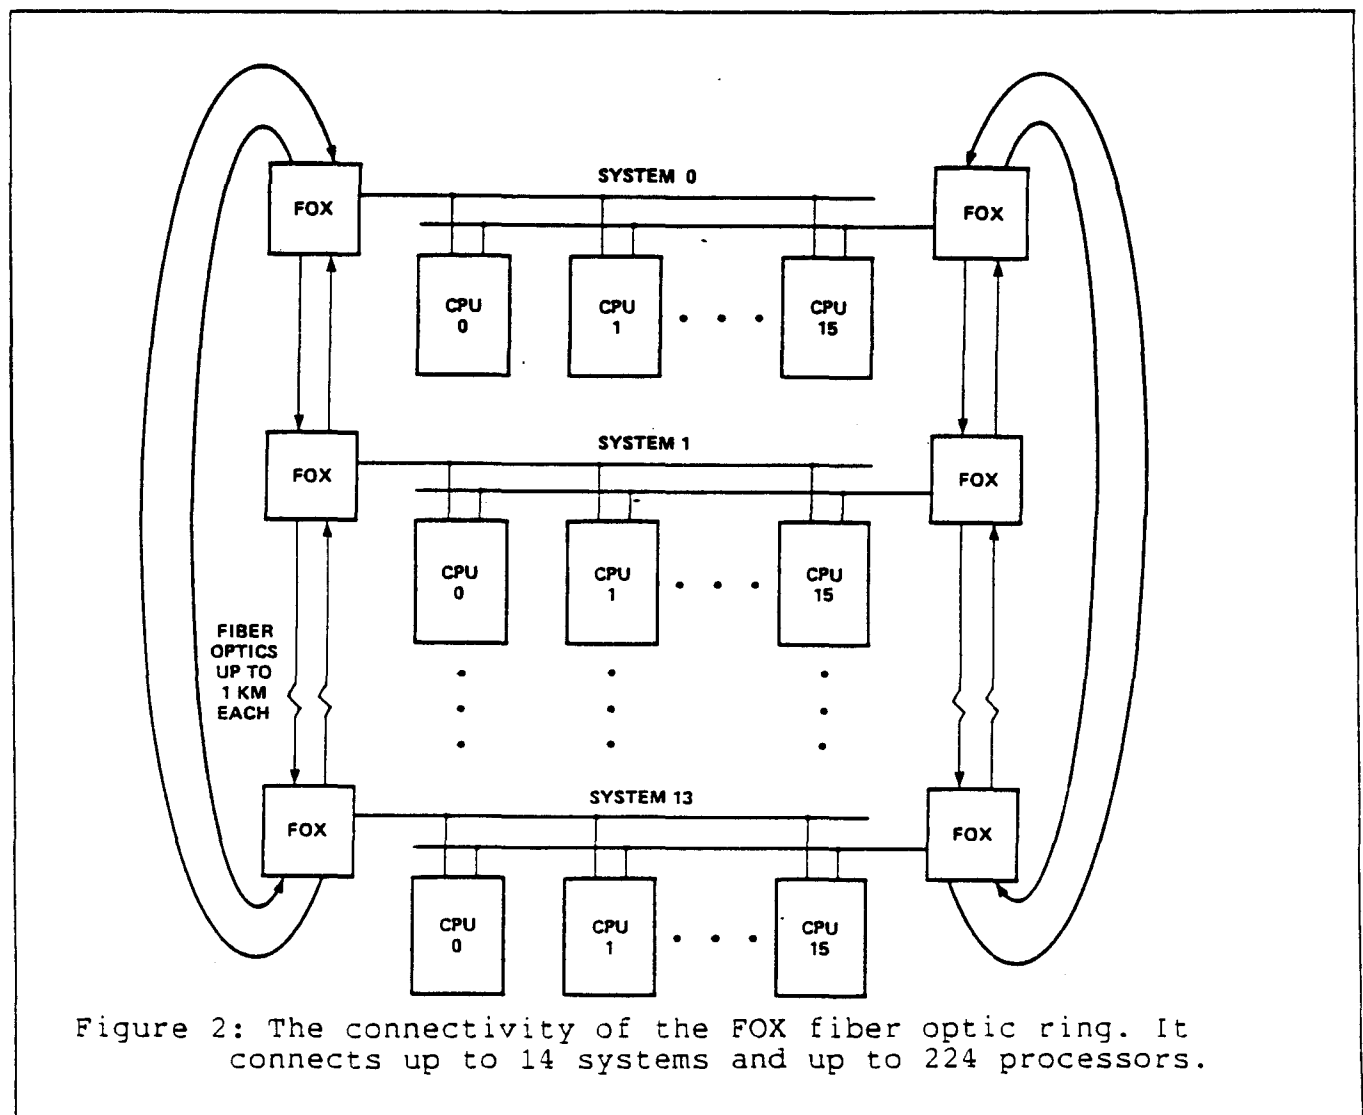 SYSTEM 0
FOX
FOX
CPU
0
CPU
1
CPU
15
SYSTEM 1
FOX
FOX
CPU
0
CPU
1
CPU
15
FIBER
OPTICS
UP TO
1 KM
EACH
SYSTEM 13
FOX
FOX
CPU
0
CPU
1
CPU
15
Figure 2: The connectivity of the FOX fiber optic ring. It
connects up to 14 systems and up to 224 processors.